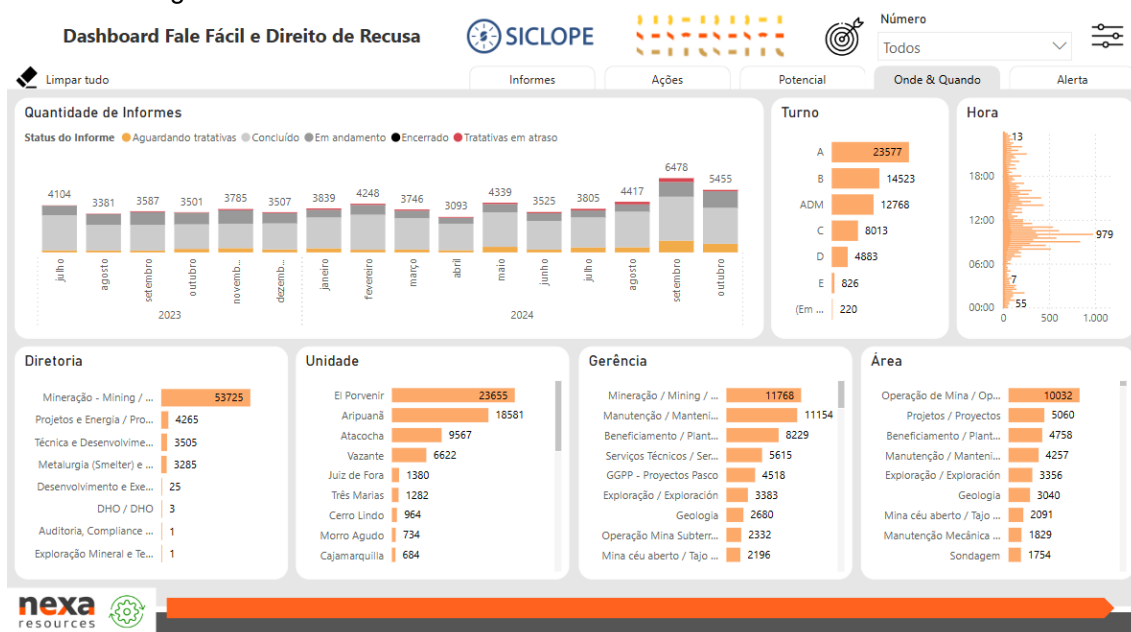 Dashboard Fale Fácil e Direito de Recusa
SICLOPE
Número
Todos
Limpar tudo
Informes
Ações
Potencial
Onde & Quando
Alerta
Quantidade de Informes
Status do Informe Aguardando tratativas Concluído Em andamento Encerrado Tratativas em atraso
4104 3381 3587 3501 3785 3507 3839 4248 3746 3093 4339 3525 3805 4417 6478 5455
julho agosto setembro outubro novemb... dezemb... janeiro fevereiro março abril maio junho julho agosto setembro outubro
2023 2024
Turno
A 23577
B 14523
ADM 12768
C 8013
D 4883
E 826
(Em ... 220
Hora
13
18:00
12:00
979
06:00
7
00:00
55
0 500 1.000
Diretoria
Mineração - Mining / ... 53725
Projetos e Energia / Pro... 4265
Técnica e Desenvolvime... 3505
Metalurgia (Smelter) e ... 3285
Desenvolvimento e Exe... 25
DHO / DHO 3
Auditoria, Compliance ... 1
Exploração Mineral e Te... 1
Unidade
El Porvenir 23655
Aripuanã 18581
Atacocha 9567
Vazante 6622
Juiz de Fora 1380
Três Marias 1282
Cerro Lindo 964
Morro Agudo 734
Cajamarquilla 684
Gerência
Mineração / Mining / ... 11768
Manutenção / Manteni... 11154
Beneficiamento / Plant... 8229
Serviços Técnicos / Ser... 5615
GGPP - Proyectos Pasco 4518
Exploração / Exploración 3383
Geologia 2680
Operação Mina Subterr... 2332
Mina céu aberto / Tajo ... 2196
Área
Operação de Mina / Op... 10032
Projetos / Proyectos 5060
Beneficiamento / Plant... 4758
Manutenção / Manteni... 4257
Exploração / Exploración 3356
Geologia 3040
Mina céu aberto / Tajo ... 2091
Manutenção Mecânica ... 1829
Sondagem 1754
nexa
resources